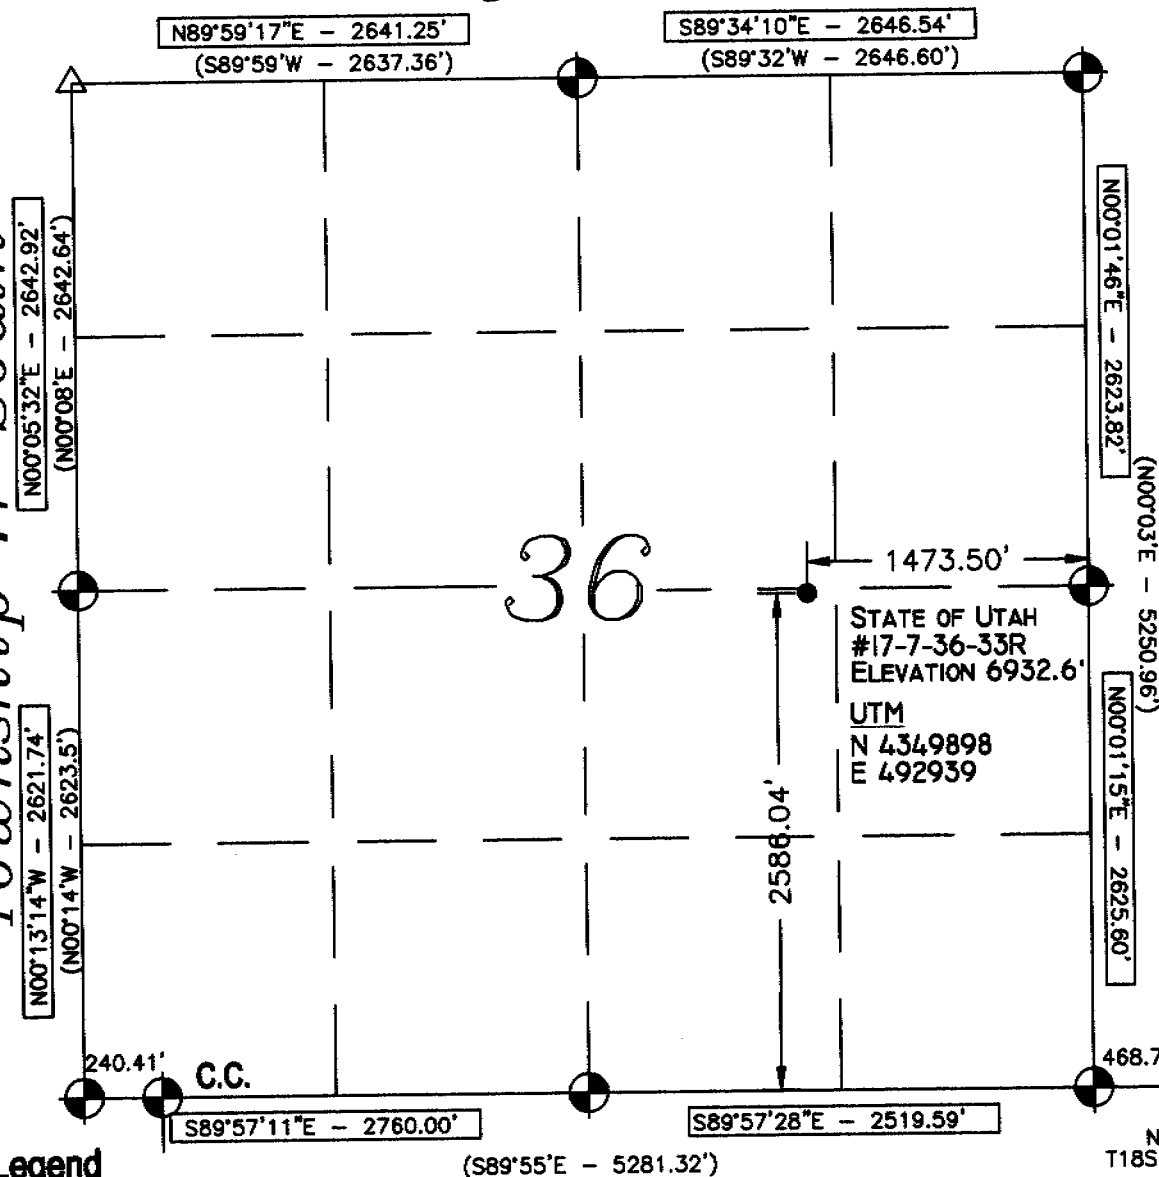 N89°59'17"E – 2641.25'
(S89°59'W – 2637.36')
S89°34'10"E – 2646.54'
(S89°32'W – 2646.60')
N00°05'32"E – 2642.92'
(N00°08'E – 2642.64')
N00°01'46"E – 2623.82'
(N00°03'E – 5250.96')
36
1473.50'
STATE OF UTAH
#17-7-36-33R
ELEVATION 6932.6'
UTM
N 4349898
E 492939
2586.04'
Township
N00°13'14"W – 2621.74'
(N00°14'W – 2623.5')
N00°01'15"E – 2625.60'
240.41'
C.C.
468.7
S89°57'11"E – 2760.00'
S89°57'28"E – 2519.59'
(S89°55'E – 5281.32')
N
T18S
Legend